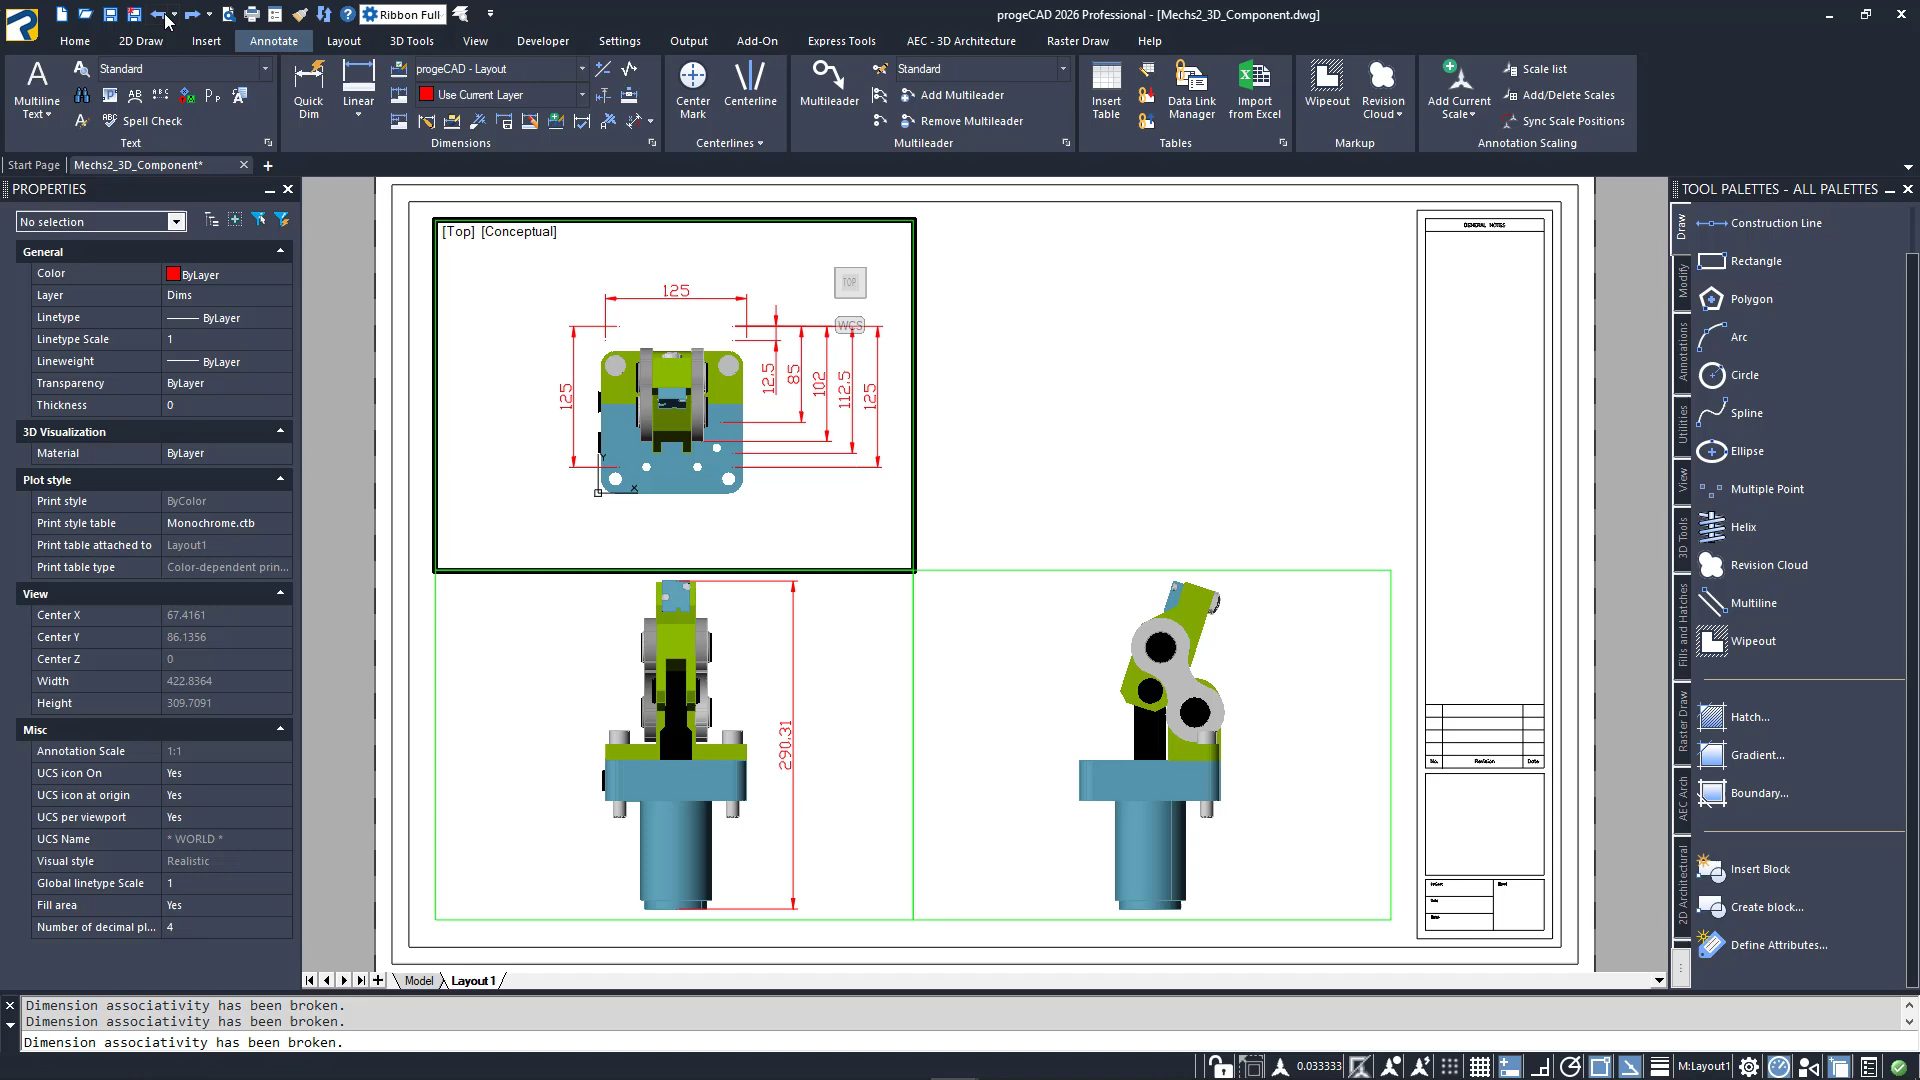 Ribbon Full
progeCAD 2026 Professional - [Mechs2_3D_Component.dwg]
Home
2D Draw
Insert
Annotate
Layout
3D Tools
View
Developer
Settings
Output
Add-On
Express Tools
AEC - 3D Architecture
Raster Draw
Help
Multiline Text
Standard
Spell Check
Text
Quick Dim
Linear
progeCAD - Layout
Use Current Layer
Dimensions
Center Mark
Centerline
Centerlines
Multileader
Standard
Add Multileader
Remove Multileader
Multileader
Insert Table
Data Link Manager
Import from Excel
Tables
Wipeout
Revision Cloud
Markup
Add Current Scale
Scale list
Add/Delete Scales
Sync Scale Positions
Annotation Scaling
Start Page
Mechs2_3D_Component*
PROPERTIES
No selection
General
Color ByLayer
Layer Dims
Linetype ByLayer
Linetype Scale 1
Lineweight ByLayer
Transparency ByLayer
Thickness 0
3D Visualization
Material ByLayer
Plot style
Print style ByColor
Print style table Monochrome.ctb
Print table attached to Layout1
Print table type Color-dependent prin...
View
Center X 67.4161
Center Y 86.1356
Center Z 0
Width 422.8364
Height 309.7091
Misc
Annotation Scale 1:1
UCS icon On Yes
UCS icon at origin Yes
UCS per viewport Yes
UCS Name * WORLD *
Visual style Realistic
Global linetype Scale 1
Fill area Yes
Number of decimal pl... 4
[Top] [Conceptual]
TOP
WCS
125
125
12,5
85
102
112,5
125
Y
X
290,31
GENERAL NOTES
No.
Revision
Date
TOOL PALETTES - ALL PALETTES
Draw
Modify
Annotations
Utilities
View
3D Tools
Fills and Hatches
Raster Draw
AEC Arch
2D Architectural
Construction Line
Rectangle
Polygon
Arc
Circle
Spline
Ellipse
Multiple Point
Helix
Revision Cloud
Multiline
Wipeout
Hatch...
Gradient...
Boundary...
Insert Block
Create block...
Define Attributes...
Model
Layout1
Dimension associativity has been broken.
Dimension associativity has been broken.
Dimension associativity has been broken.
0.033333
M:Layout1